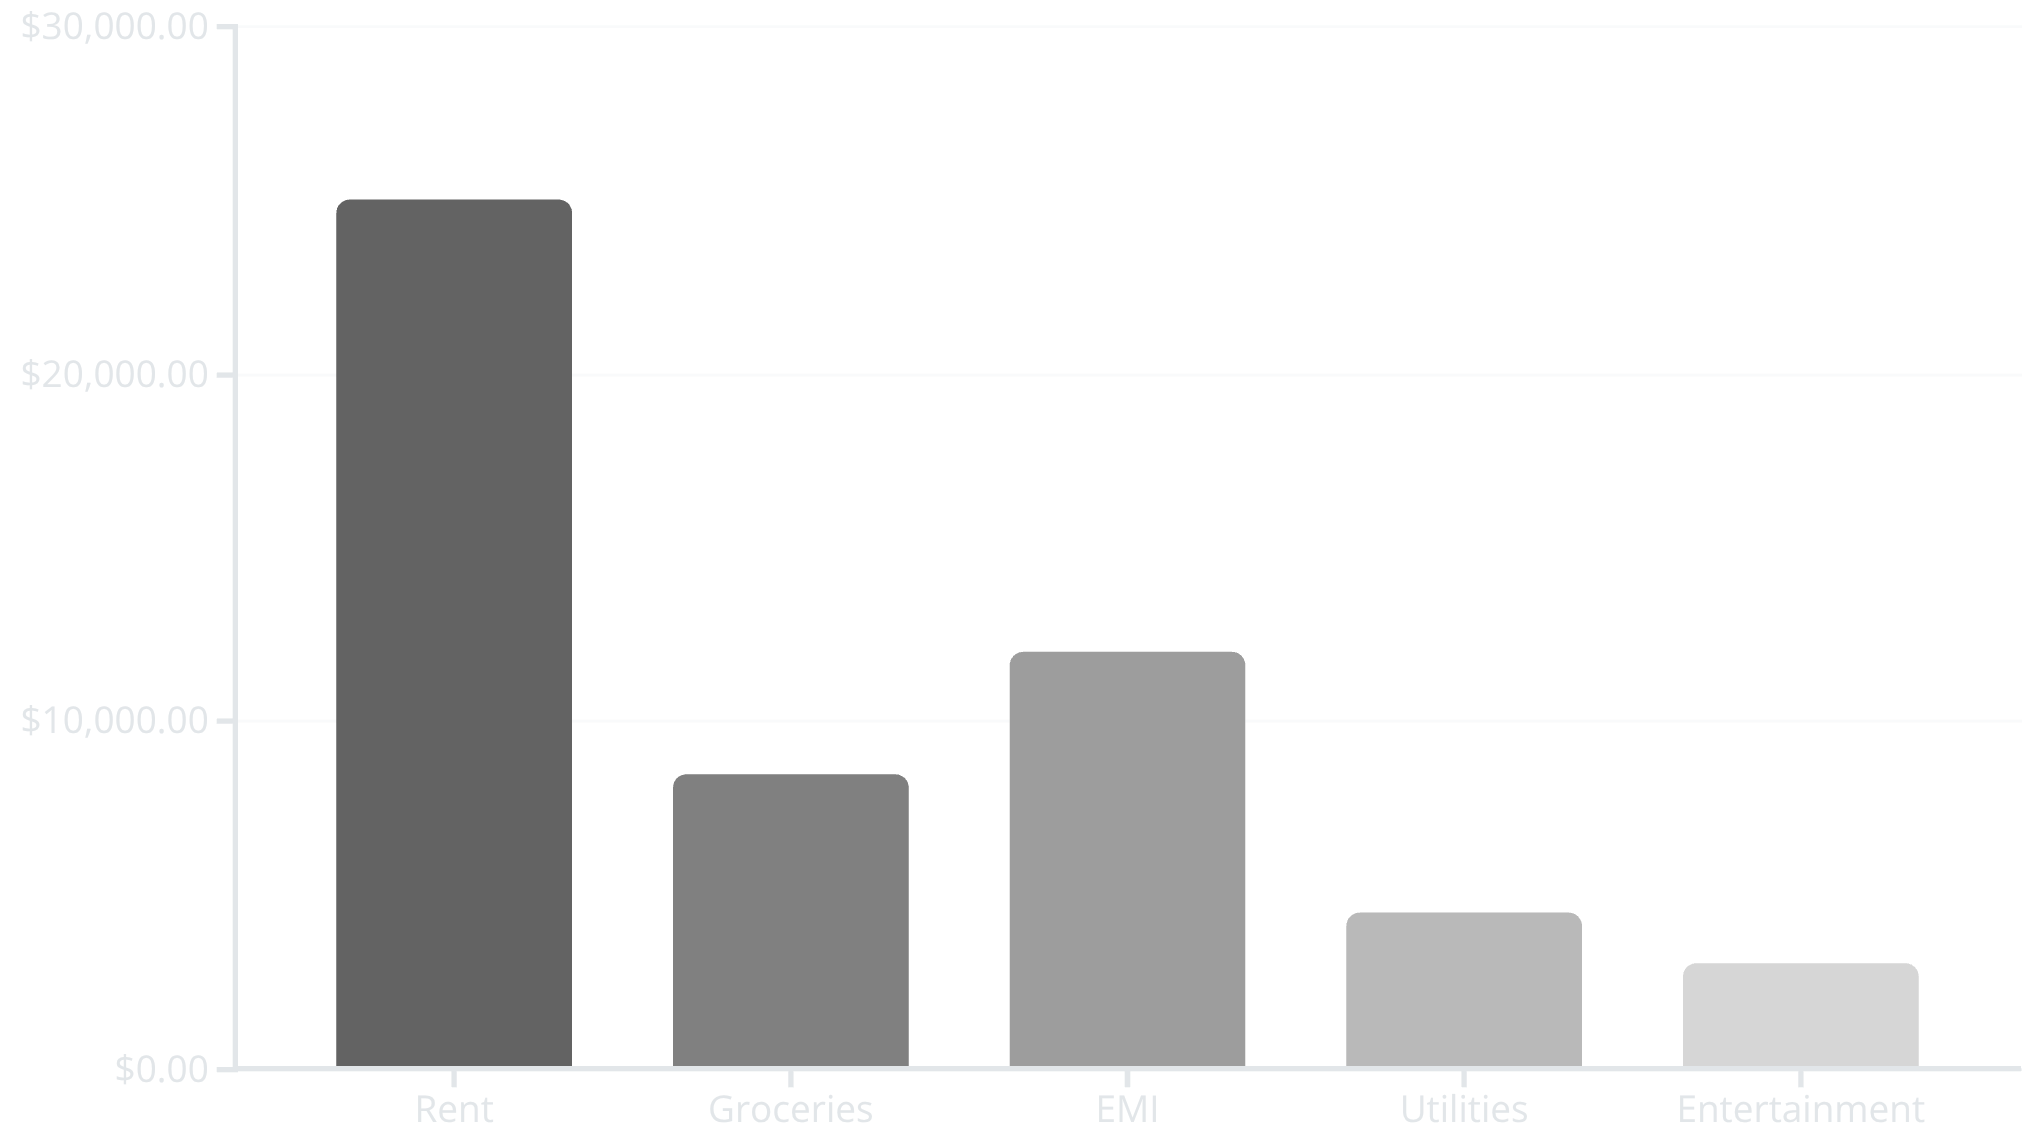 $30,000.00
$20,000.00
$10,000.00
$0.00
Rent
Groceries
EMI
Utilities
Entertainment